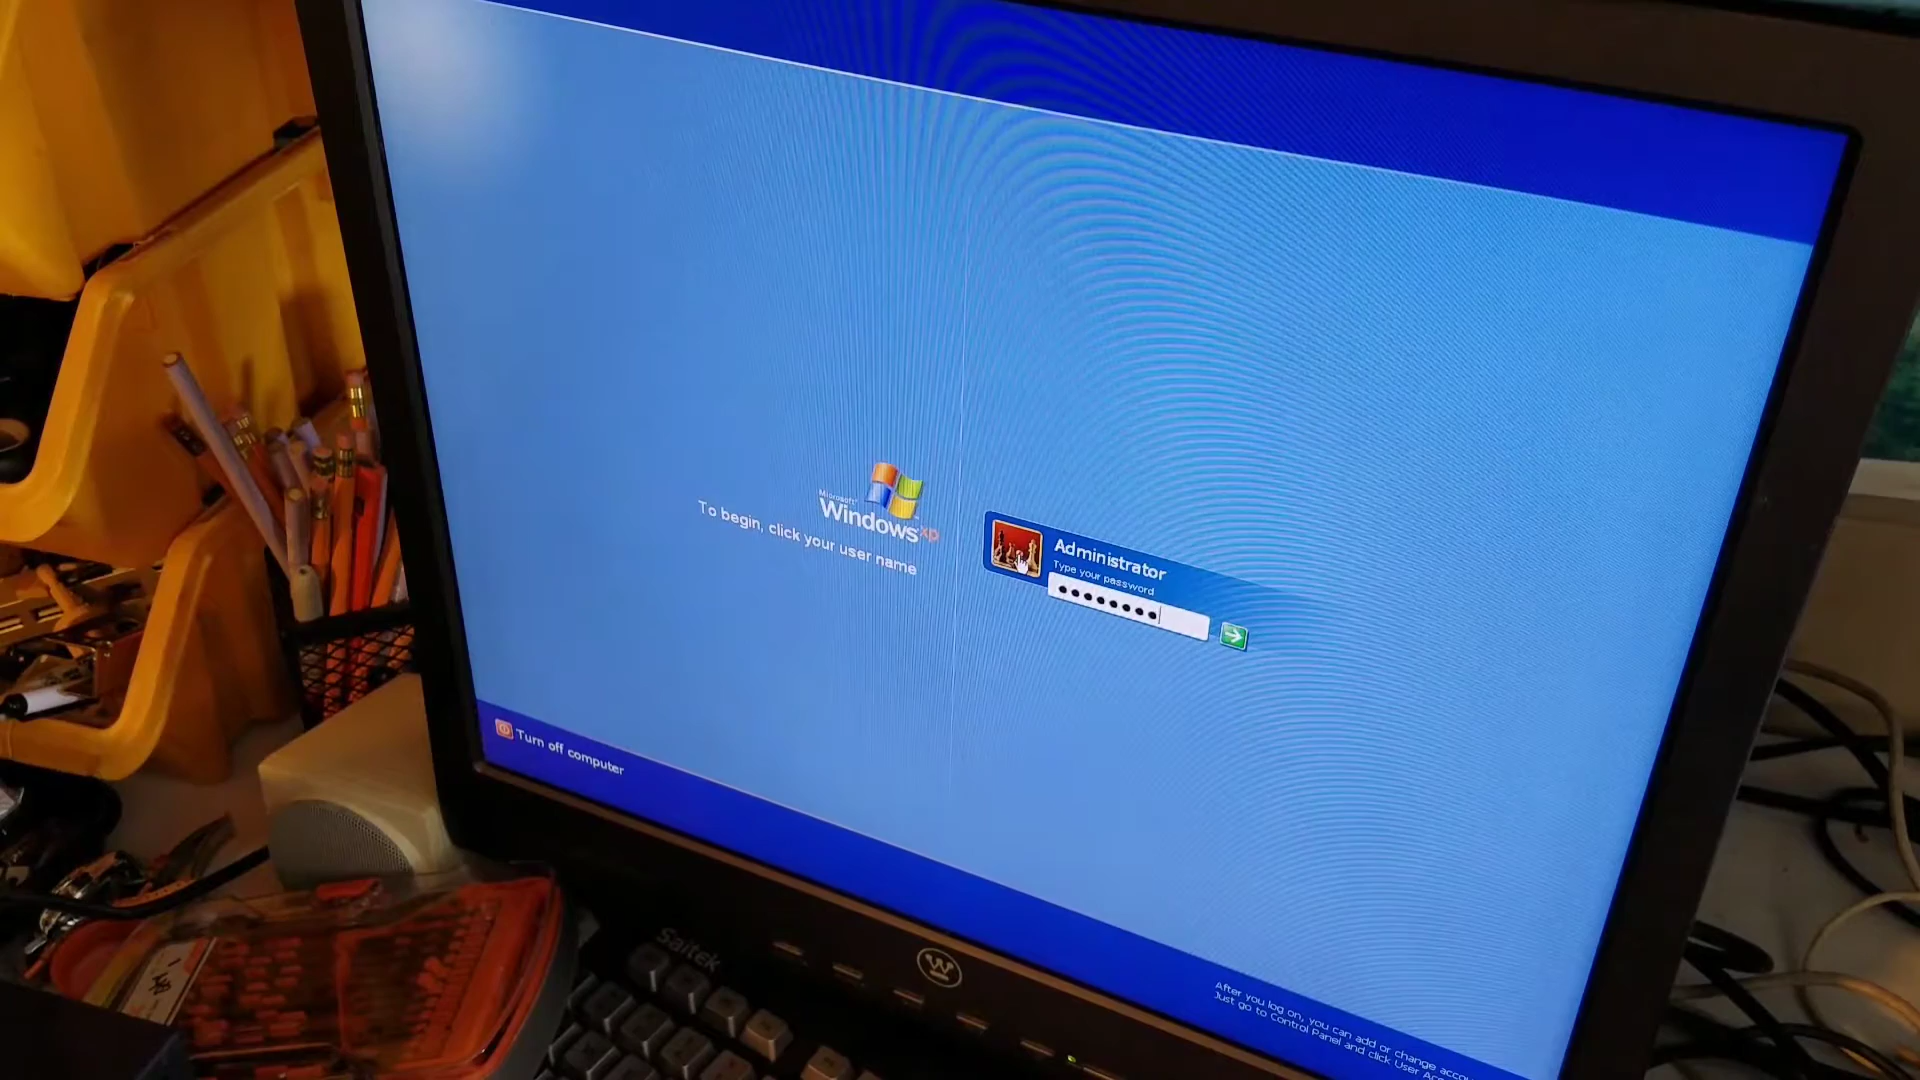 Microsoft
Windows xp
To begin, click your user name
Administrator
Type your password
Turn off computer
After you log on, you can add or change
Just go to Control Panel and click User
Saitek
W